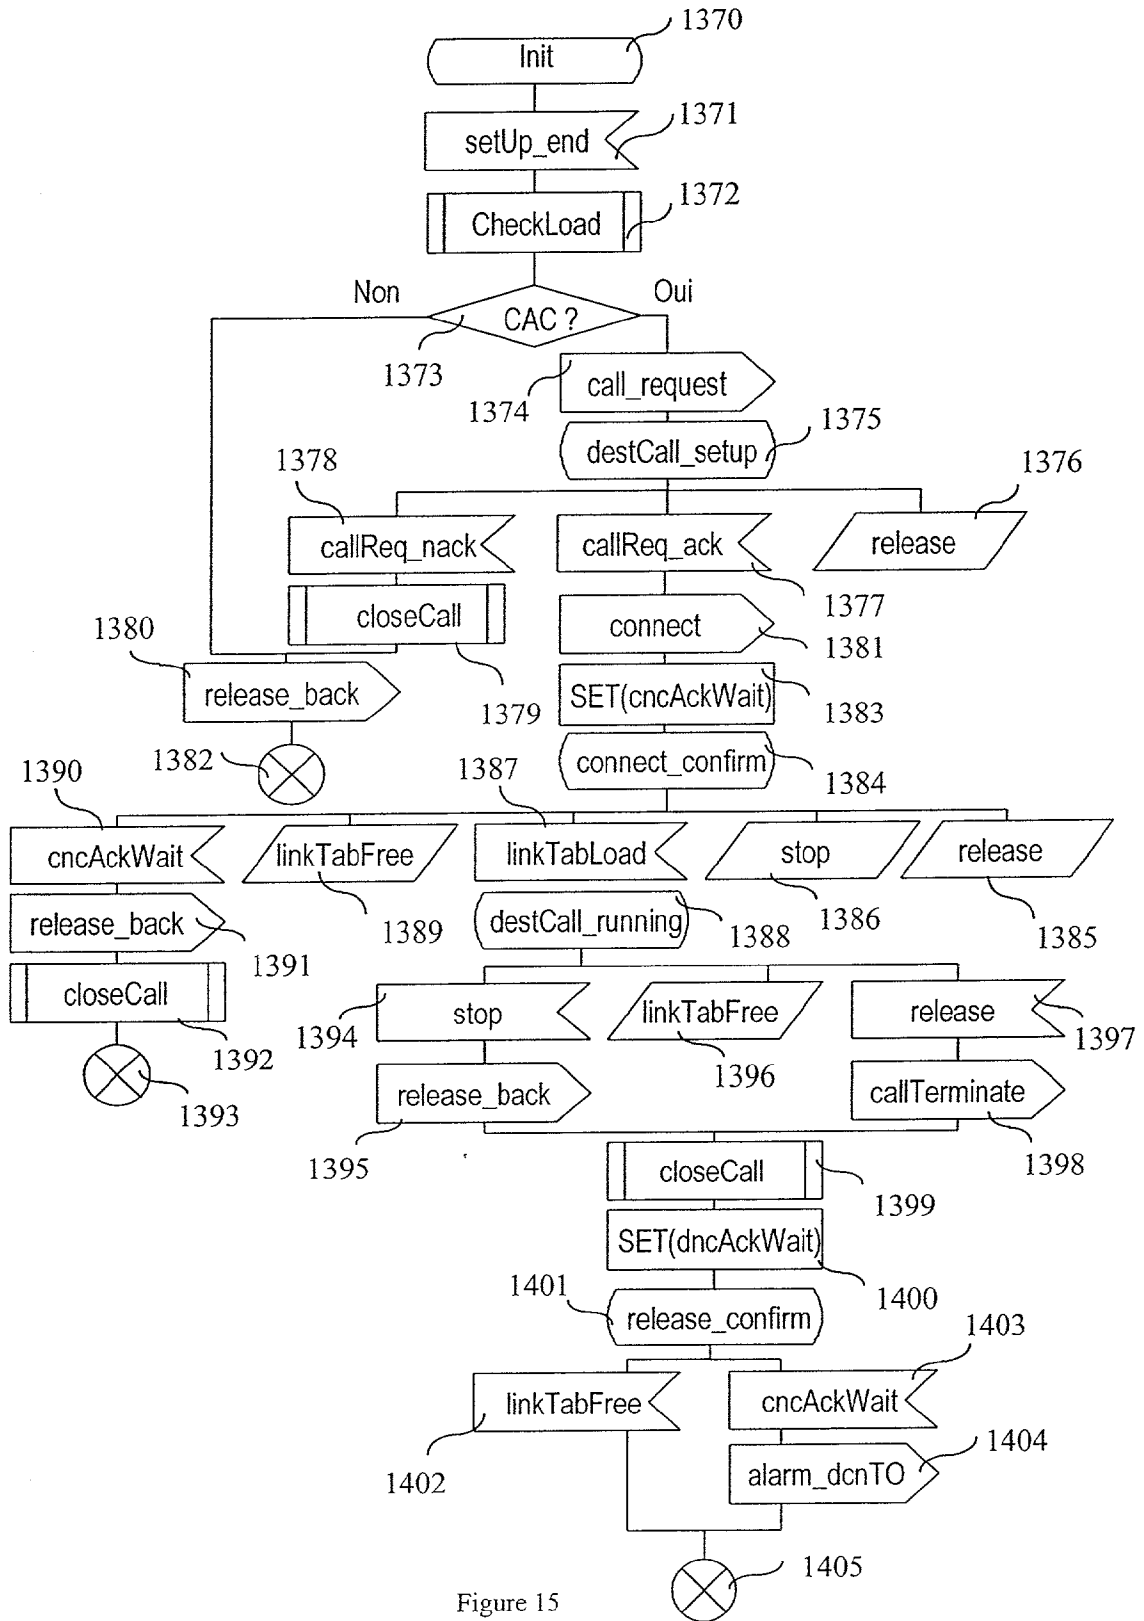 1370
Init
1371
setUp_end
1372
CheckLoad
Non
Oui
CAC ?
1373
1374
call_request
1375
destCall_setup
1378
1376
callReq_nack
callReq_ack
release
1377
closeCall
1380
connect
1381
release_back
1379
SET(cncAckWait)
1383
1382
connect_confirm
1384
1390
1387
cncAckWait
linkTabFree
linkTabLoad
stop
release
release_back
1389
destCall_running
1388
1386
1385
1391
closeCall
1392
1394
stop
linkTabFree
release
1397
1393
1396
release_back
callTerminate
1395
1398
closeCall
1399
SET(dncAckWait)
1400
1401
release_confirm
1403
linkTabFree
cncAckWait
1402
1404
alarm_dcnTO
1405
Figure 15